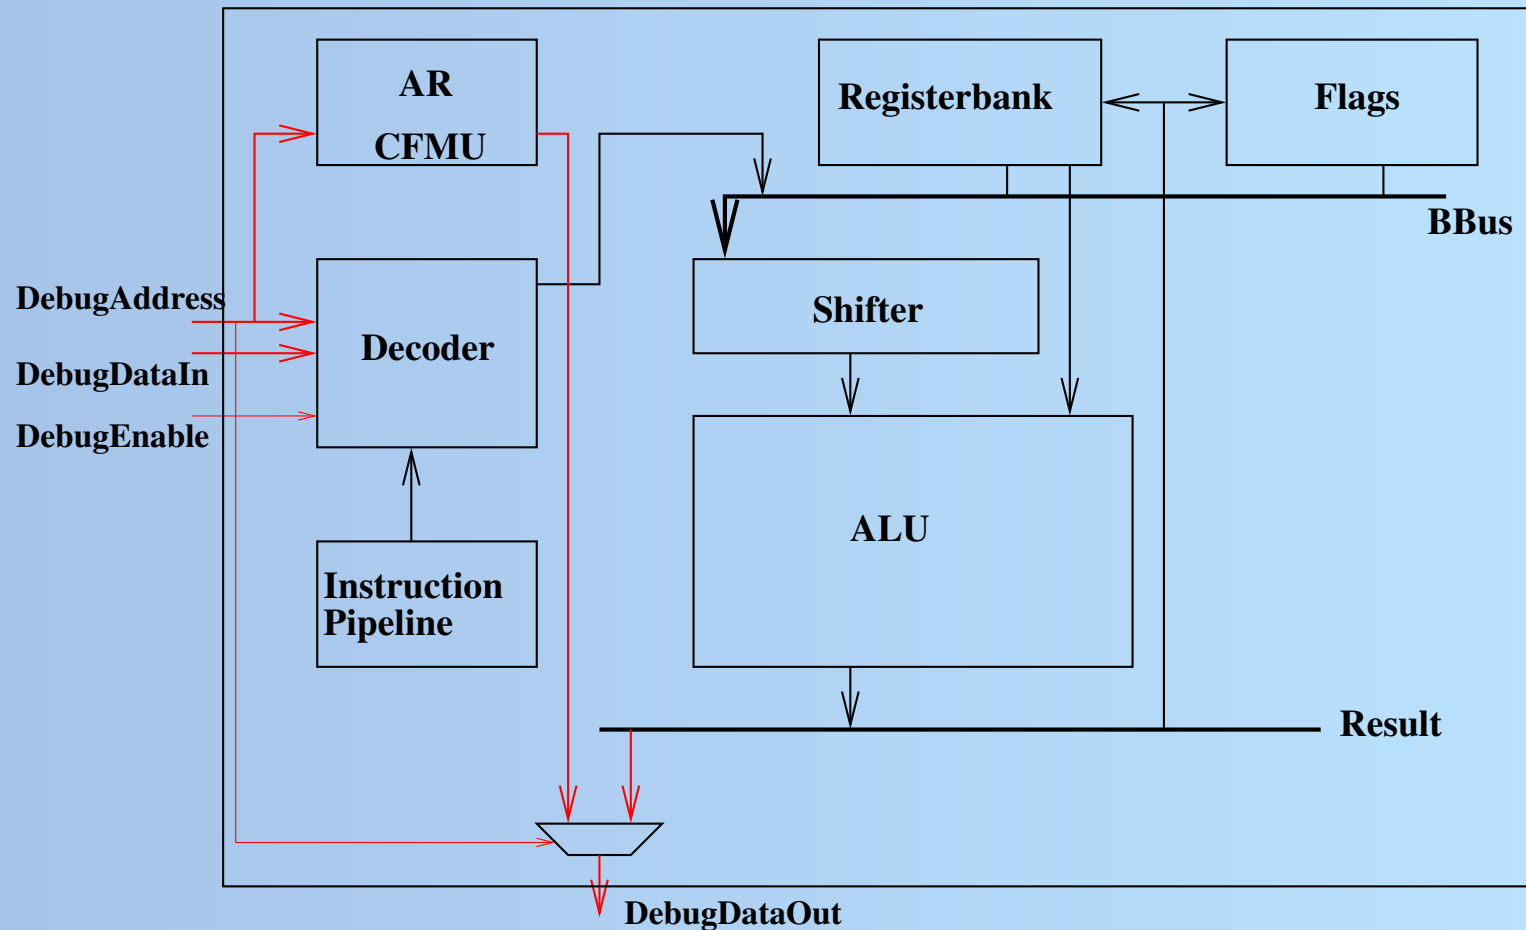 AR
CFMU
Registerbank
Flags
BBus
DebugAddress
Decoder
Shifter
DebugDataIn
DebugEnable
Instruction
Pipeline
ALU
Result
DebugDataOut